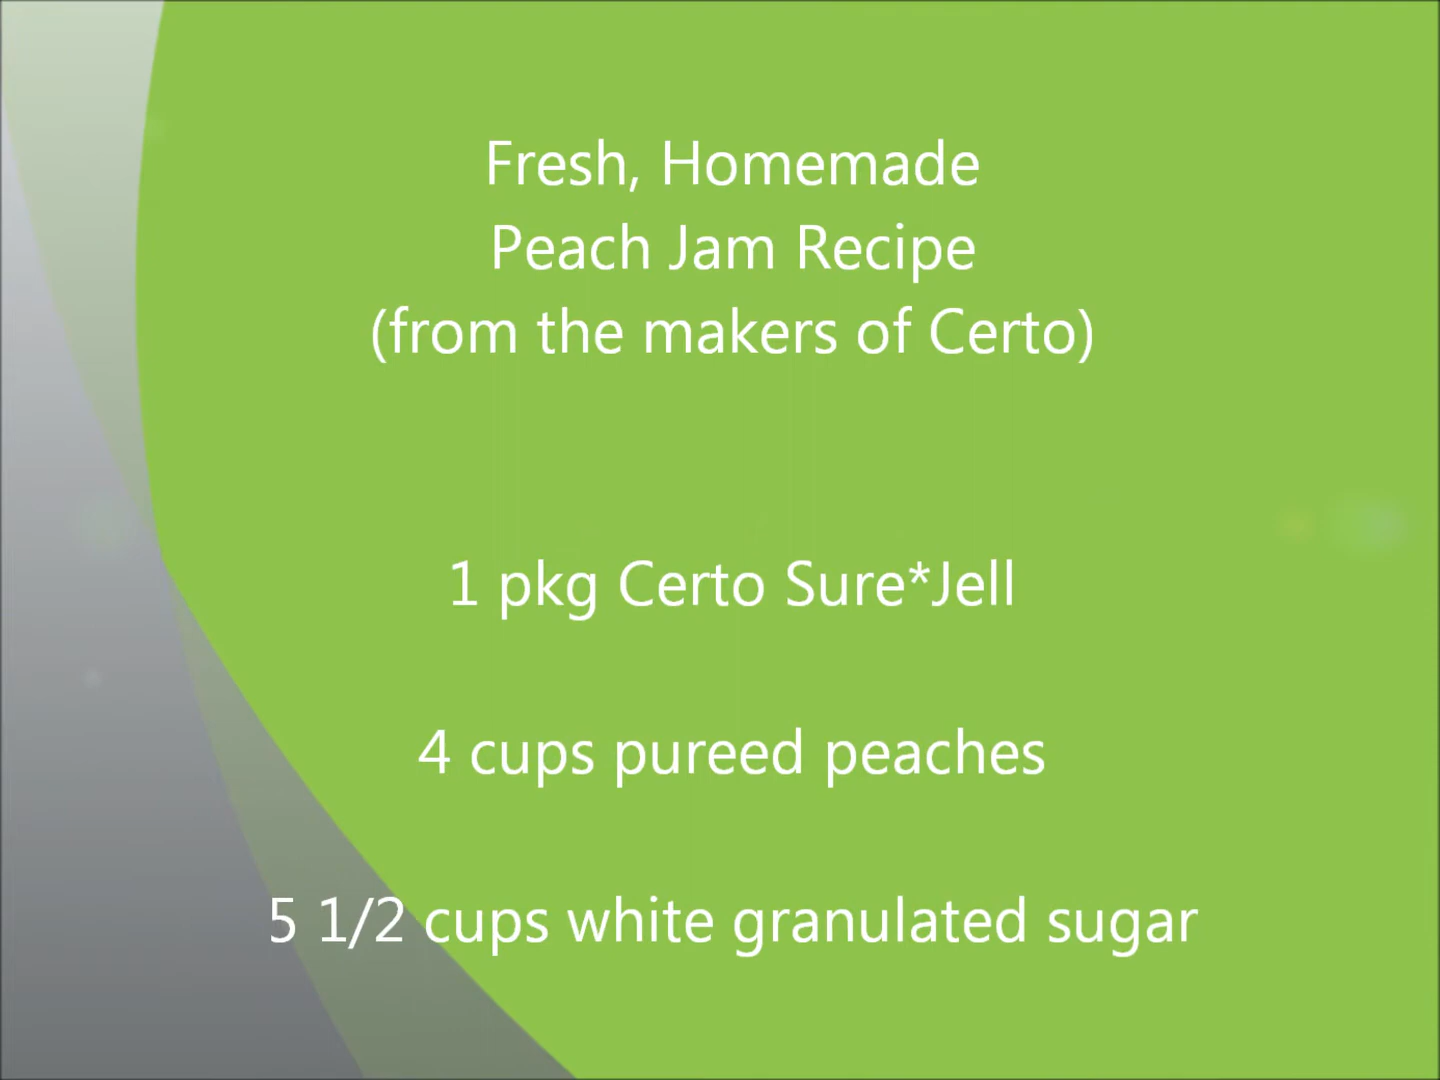 Fresh, Homemade
Peach Jam Recipe
(from the makers of Certo)
1 pkg Certo Sure*Jell
4 cups pureed peaches
5 1/2 cups white granulated sugar